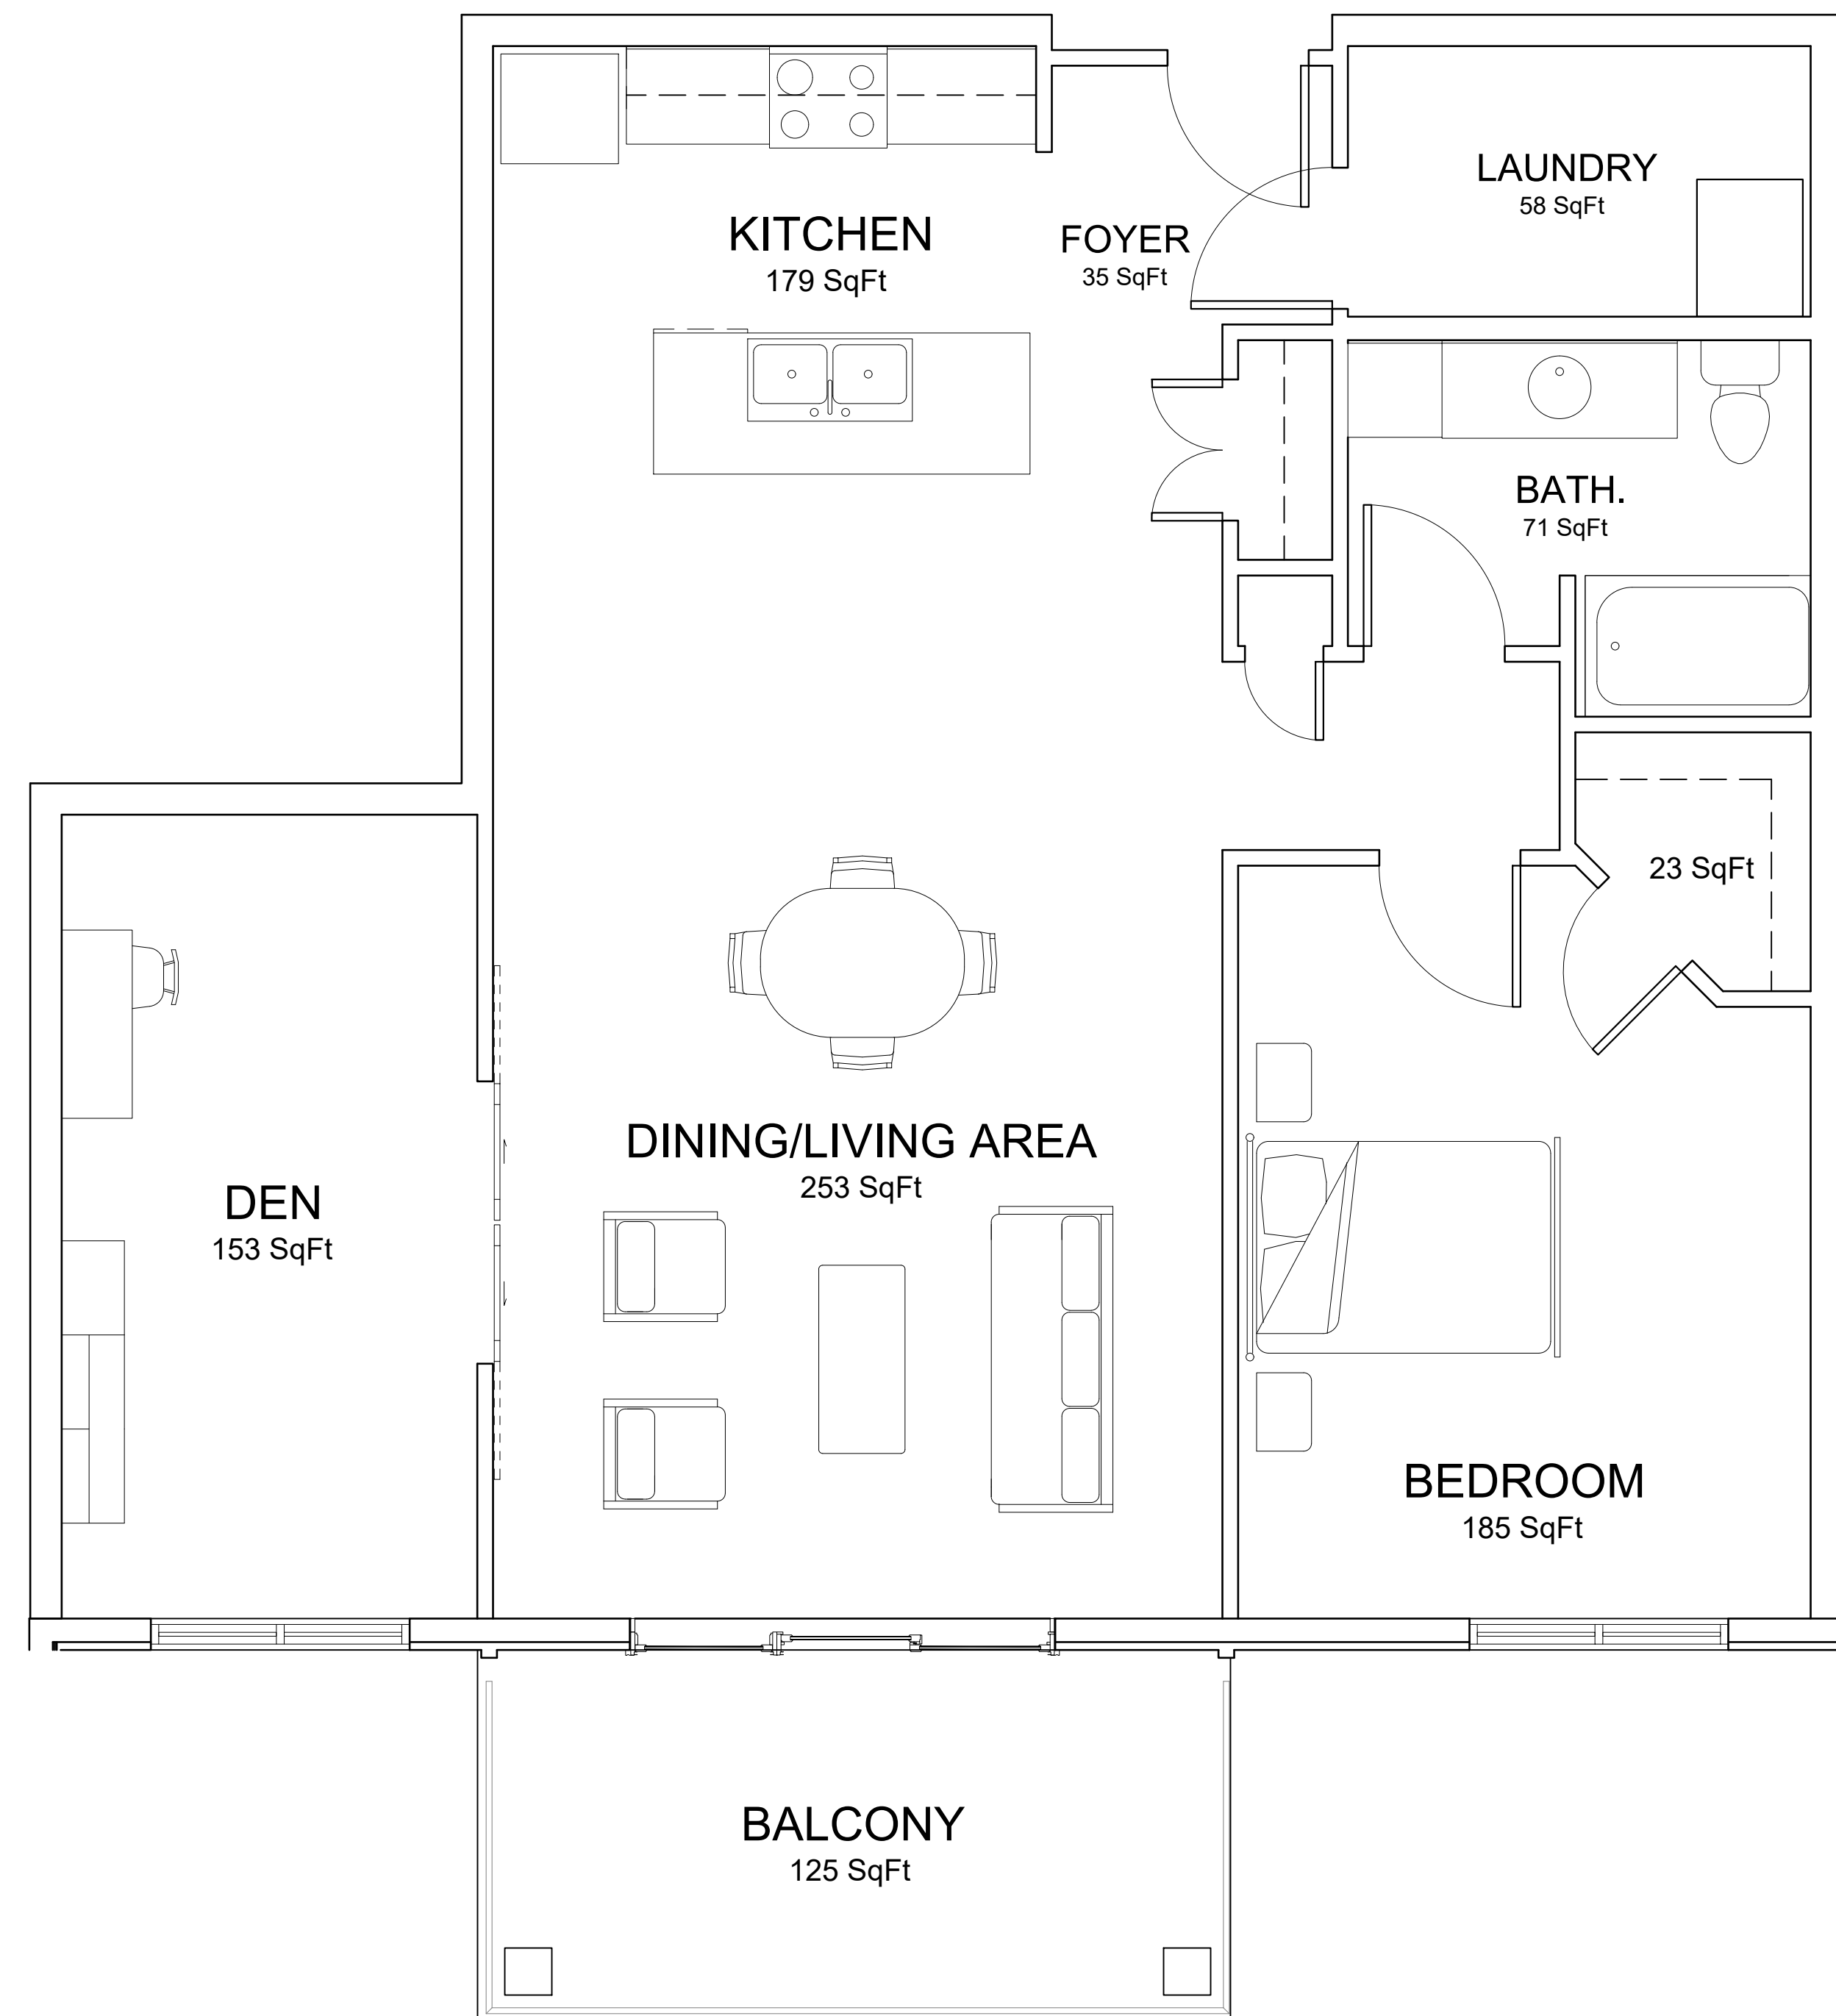 LAUNDRY
58 SqFt
KITCHEN
179 SqFt
FOYER
35 SqFt
BATH.
71 SqFt
23 SqFt
DINING/LIVING AREA
253 SqFt
DEN
153 SqFt
BEDROOM
185 SqFt
BALCONY
125 SqFt